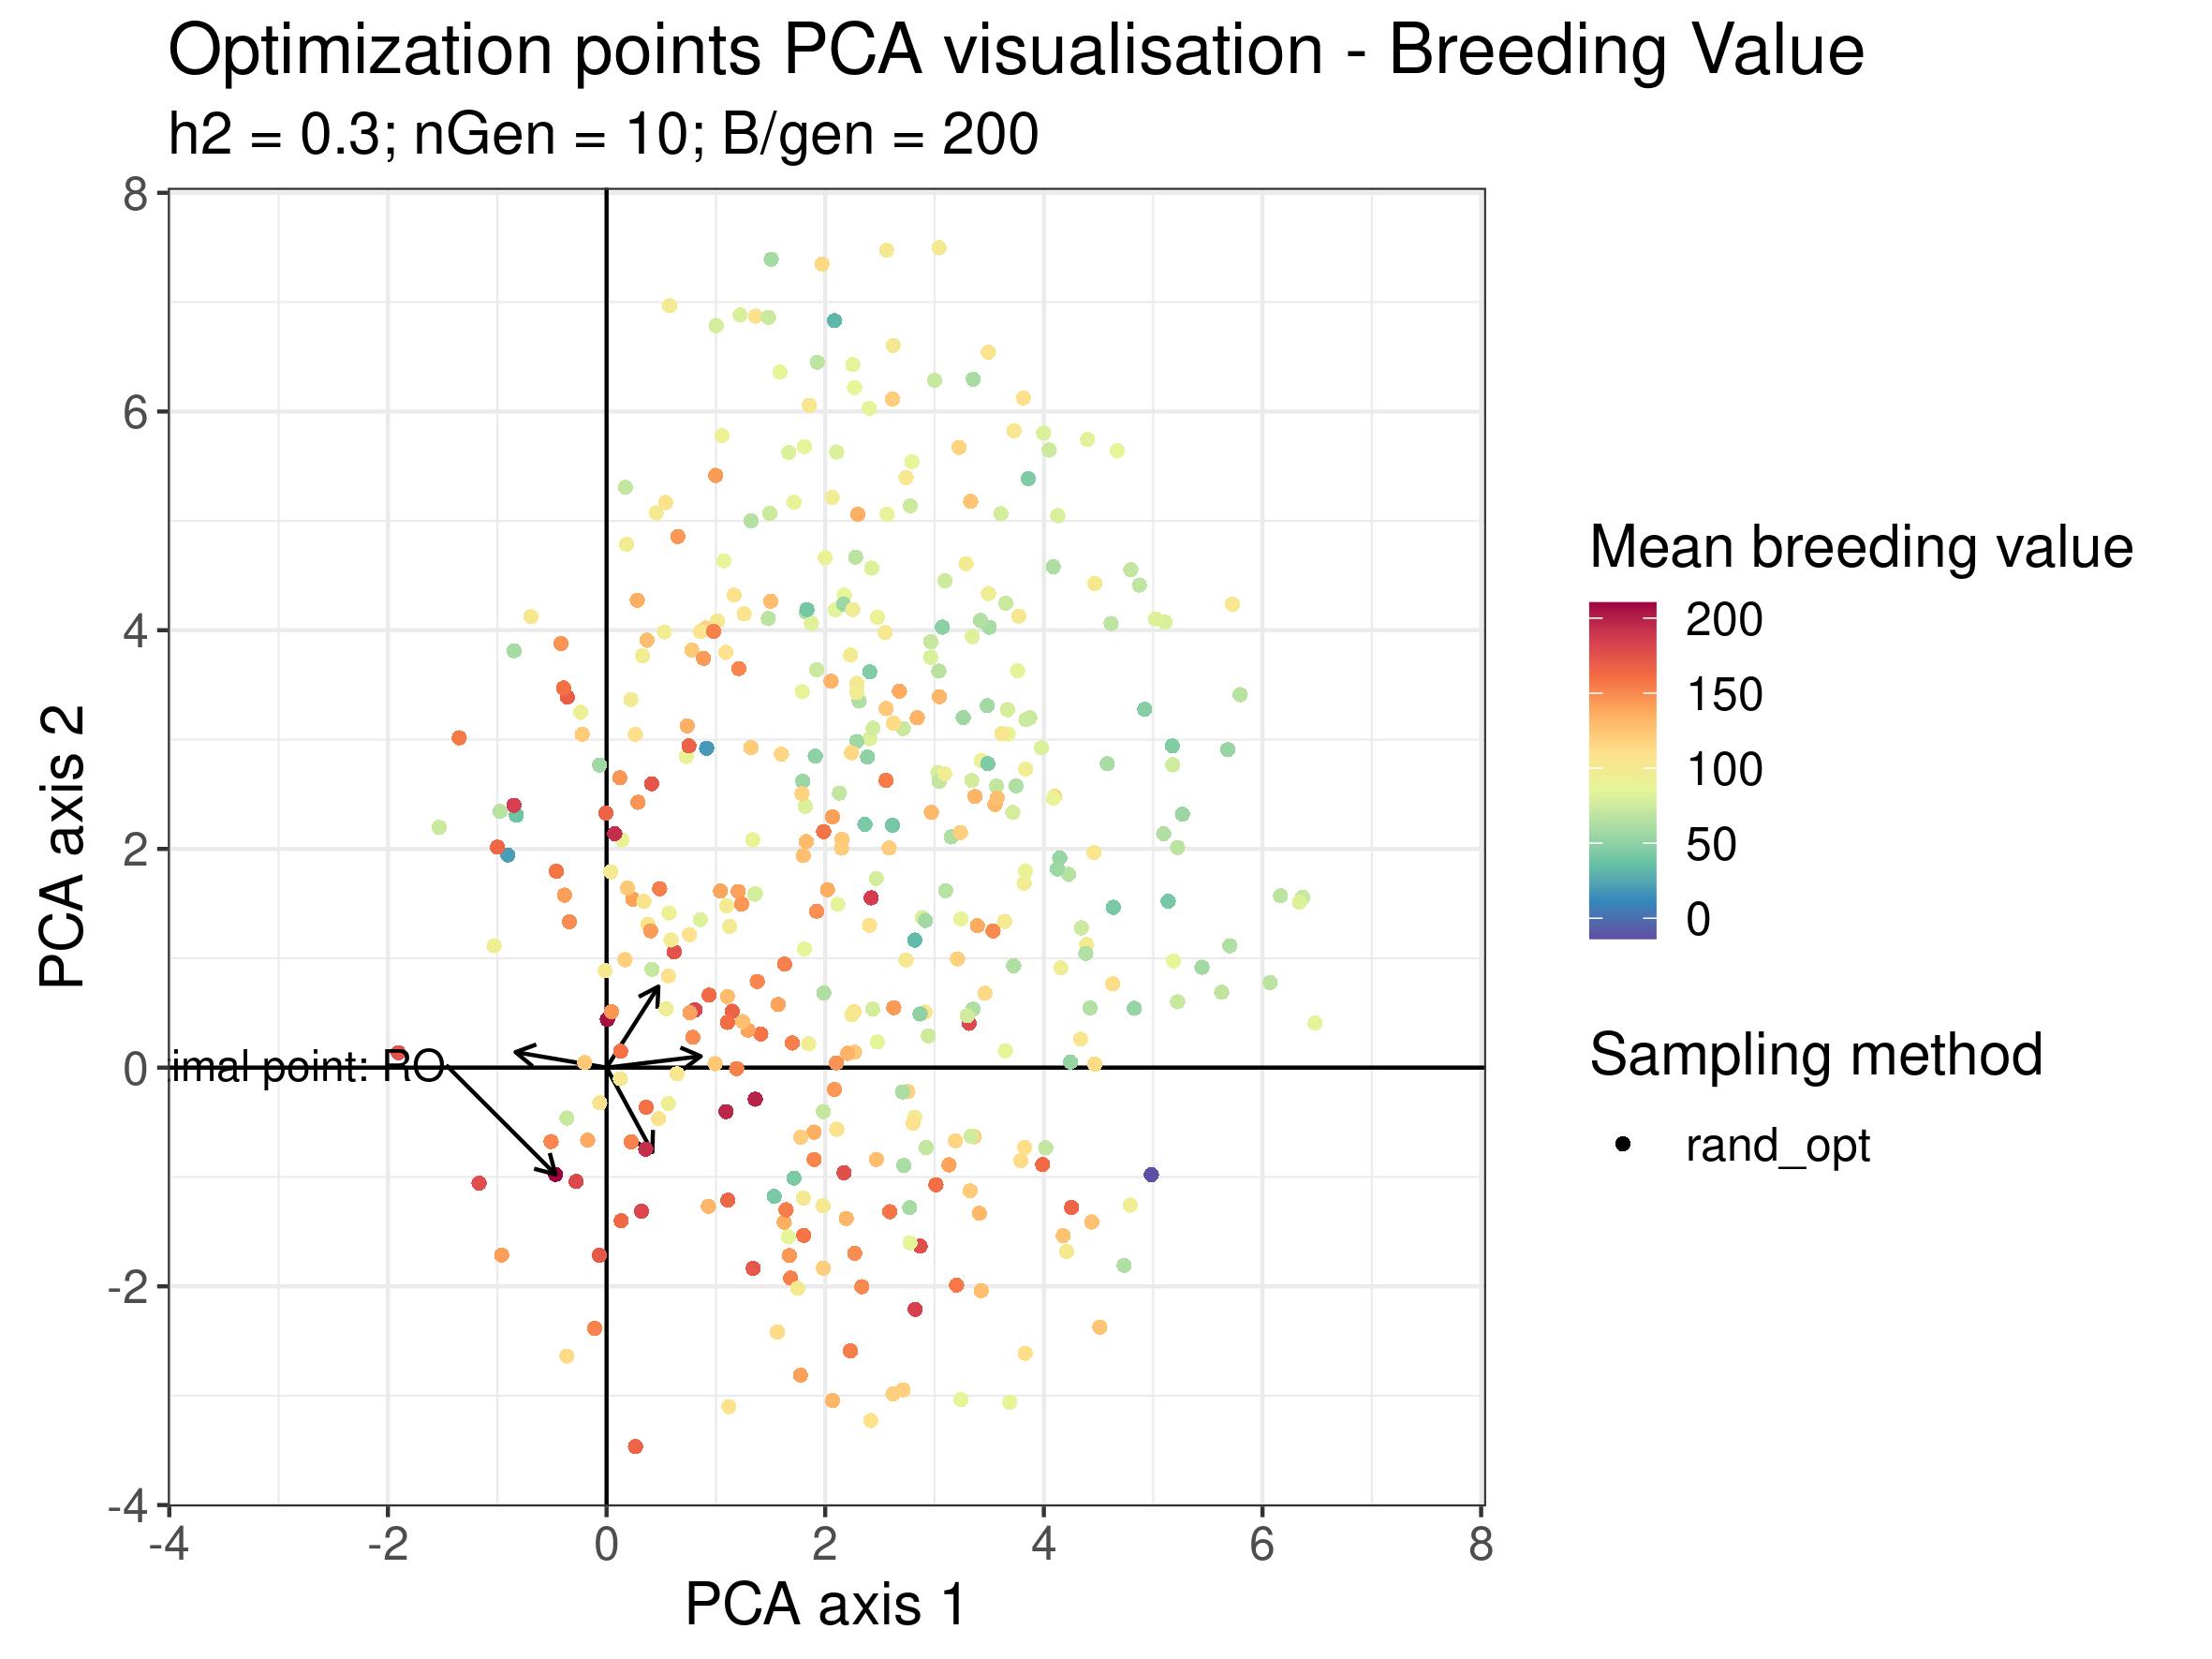 Optimization points PCA visualisation - Breeding Value
h2 = 0.3; nGen = 10; B/gen = 200
8
6
4
2
0
-2
-4
PCA axis 2
imal point: RO
-4
-2
0
2
4
6
8
PCA axis 1
Mean breeding value
200
150
100
50
0
Sampling method
rand_opt